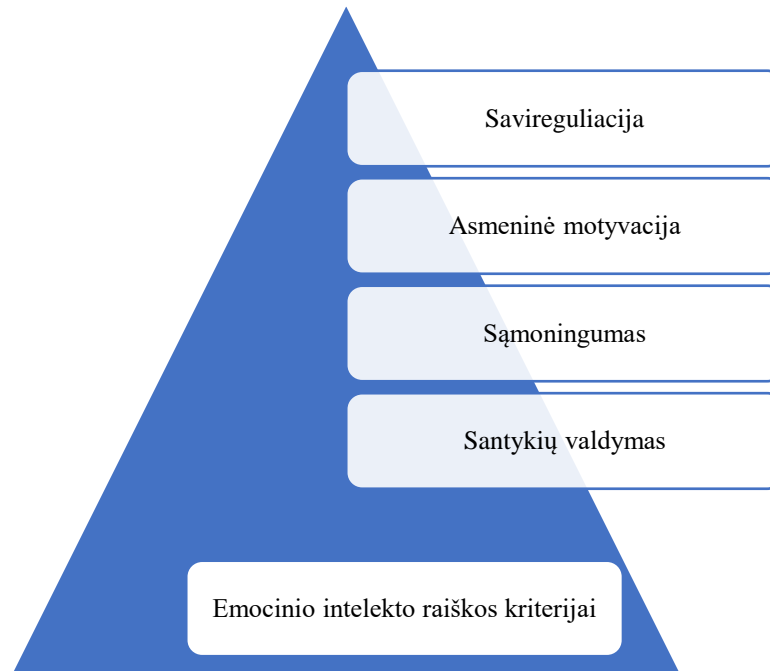 Savireguliacija
Asmeninė motyvacija
Sąmoningumas
Santykių valdymas
Emocinio intelekto raiškos kriterijai